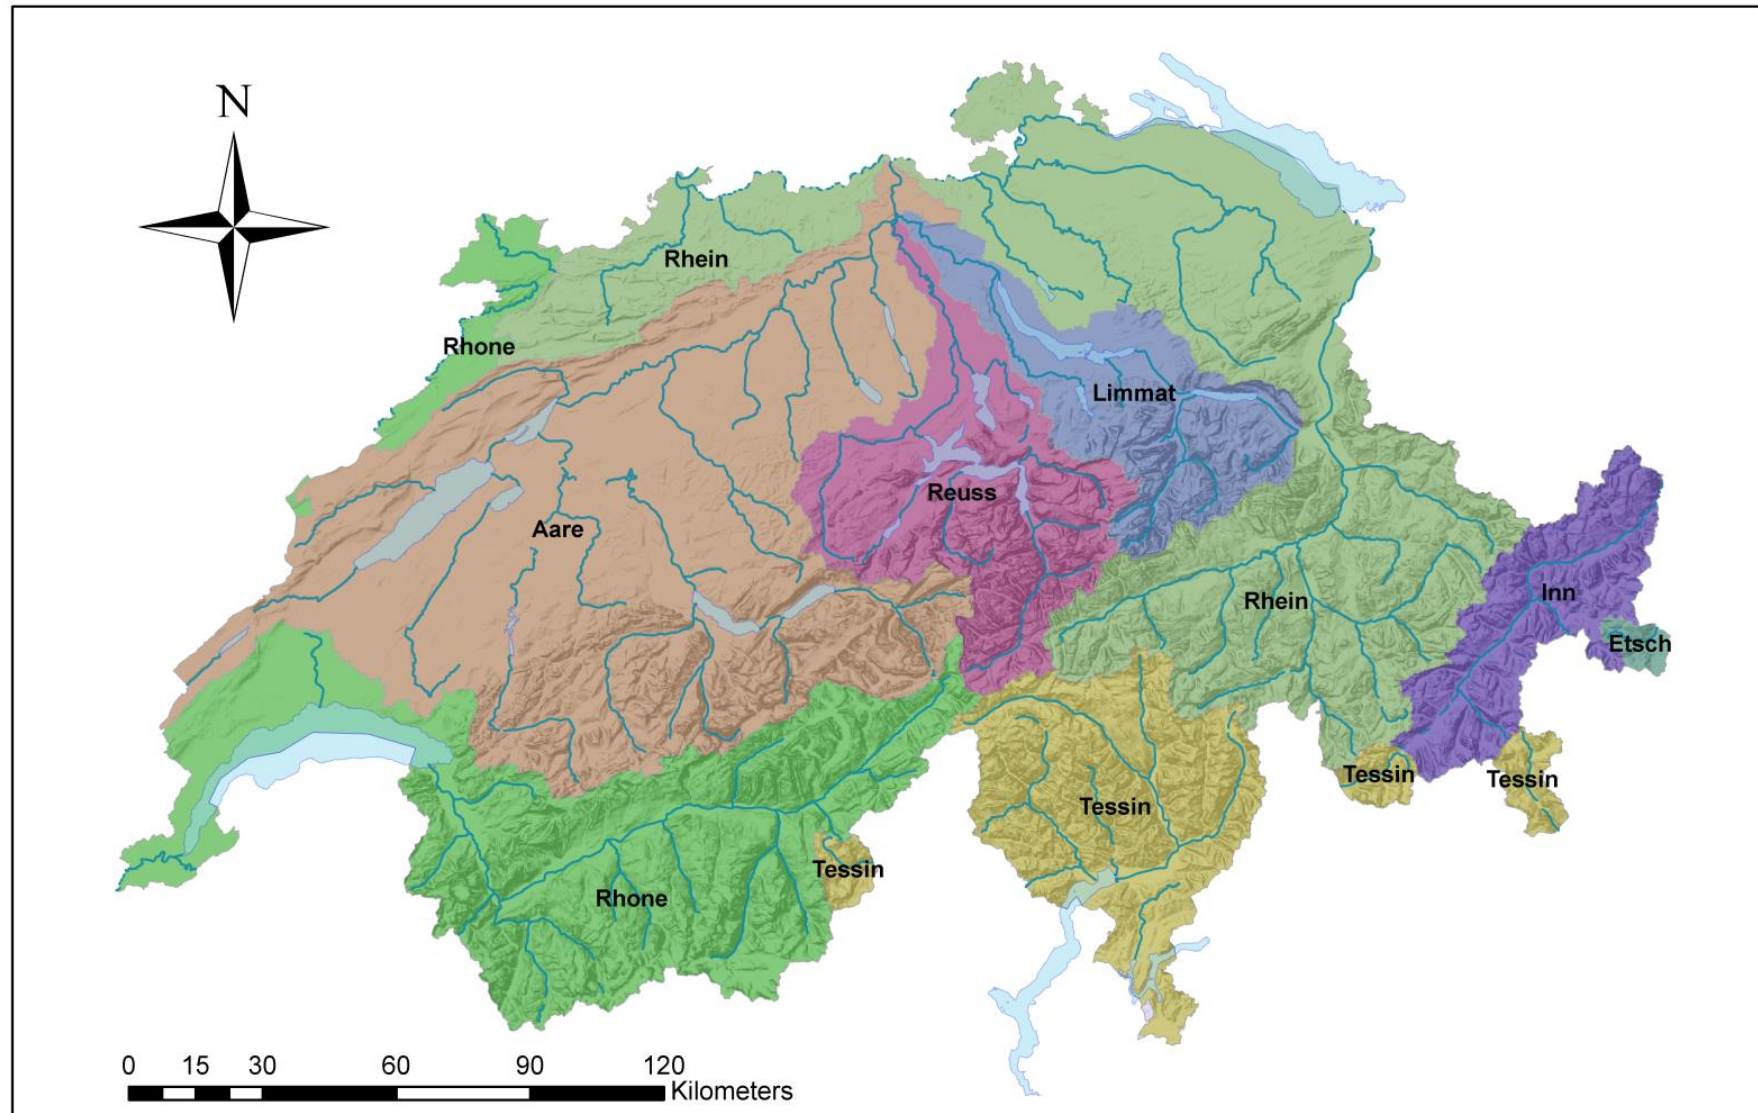 N
Rhein
Rhone
Limmat
Reuss
Aare
Inn
Rhein
Etsch
Tessin
Tessin
Tessin
Tessin
Rhone
0 15 30 60 90 120
Kilometers